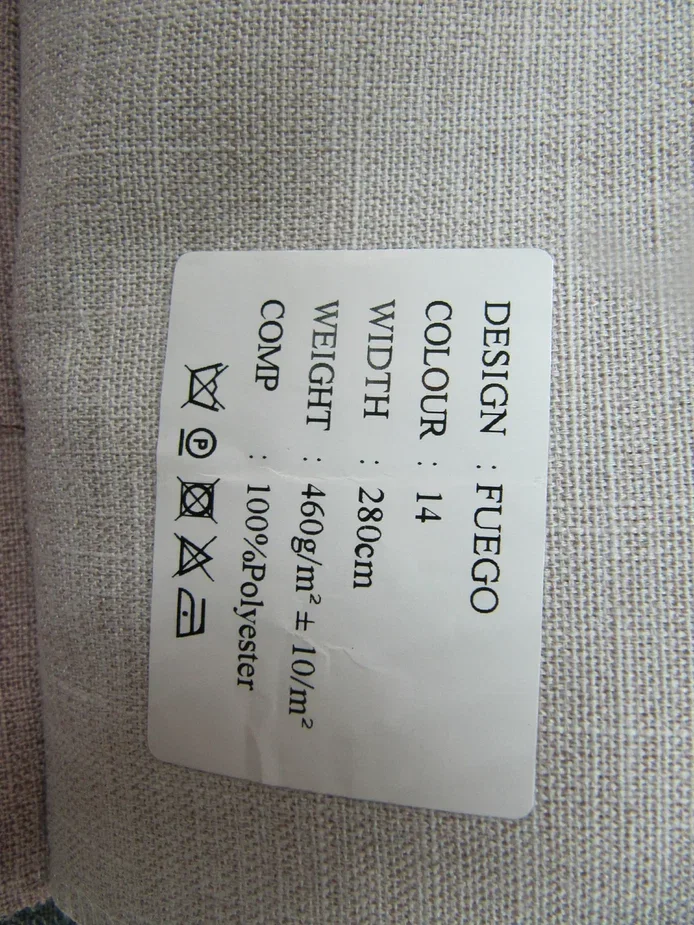 DESIGN : FUEGO
COLOUR : 14
WIDTH : 280cm
WEIGHT : 460g/m² ± 10/m²
COMP : 100%Polyester
P